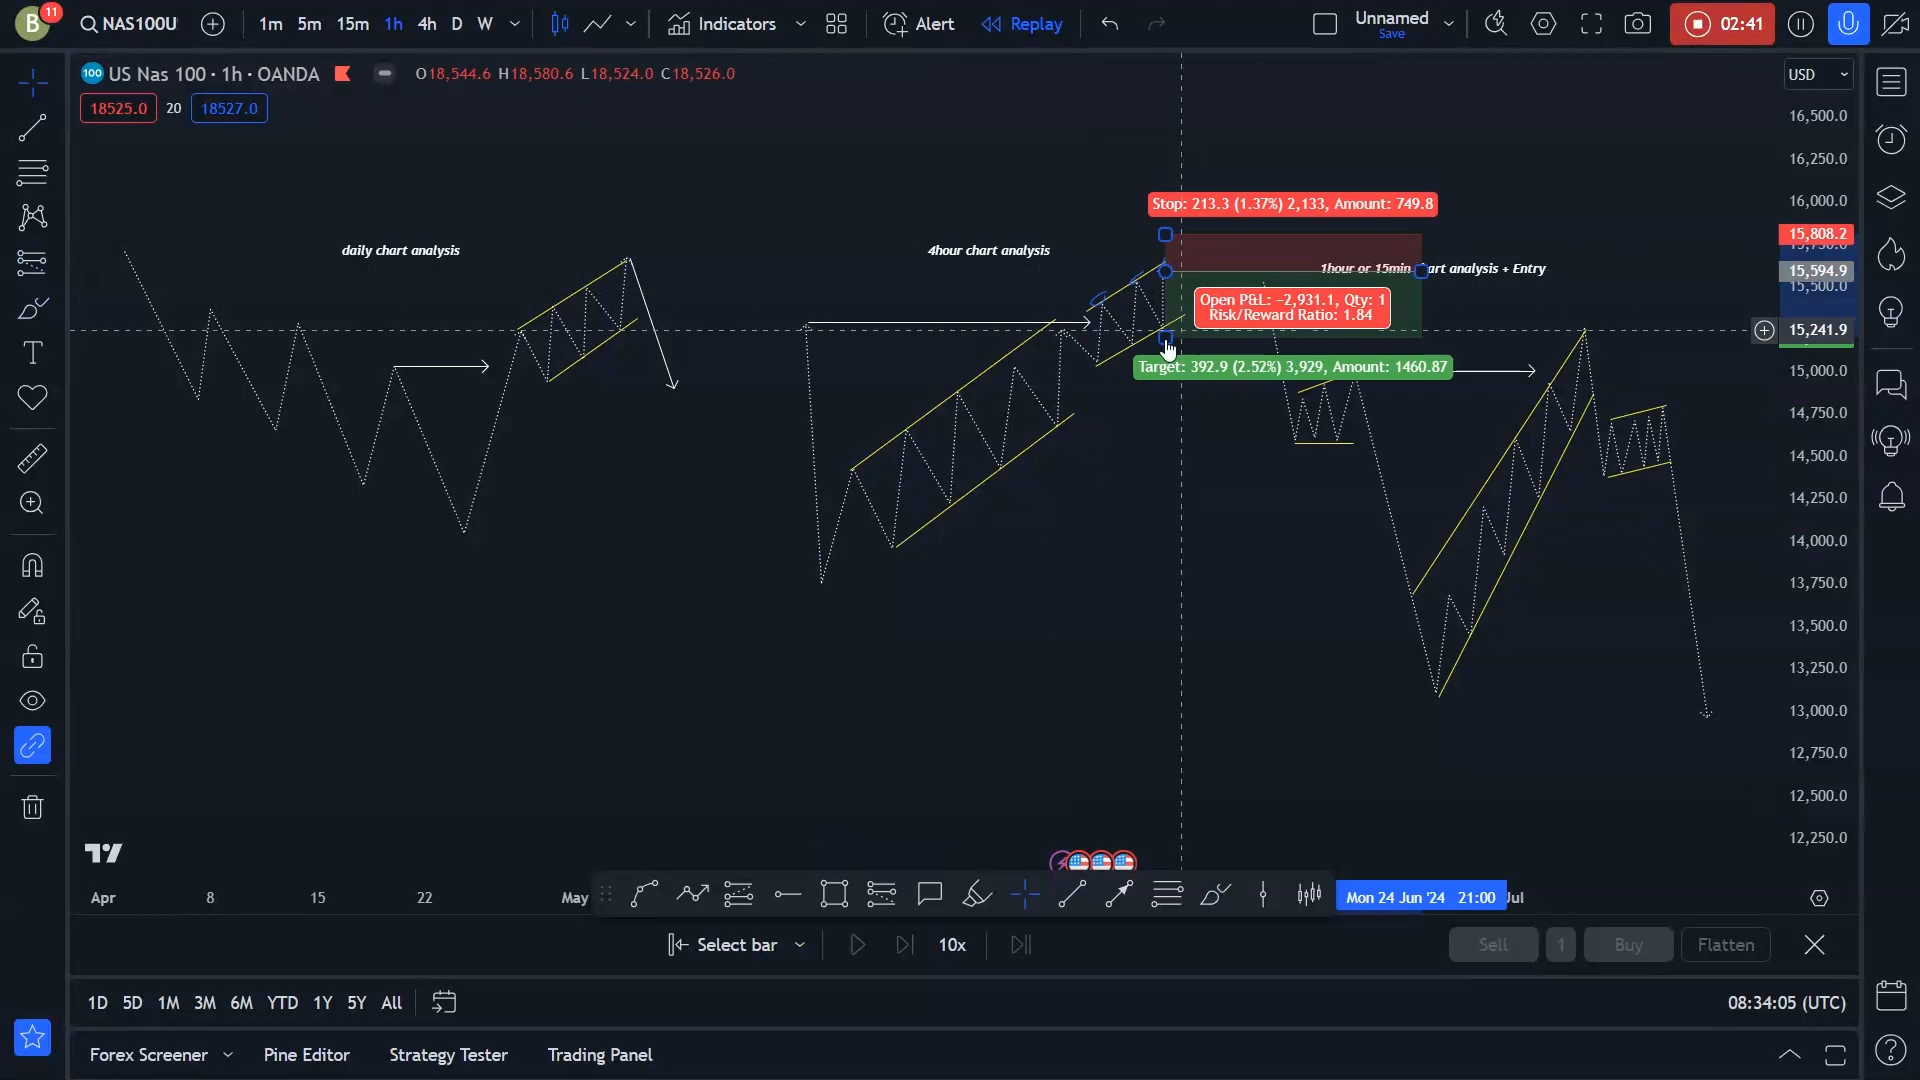 B
11
NAS100U
1m 5m 15m 1h 4h D W
Indicators
Alert
Replay
Unnamed
Save
02:41
100
US Nas 100 · 1h · OANDA
O18,544.6 H18,580.6 L18,524.0 C18,526.0
18525.0
20
18527.0
USD
16,500.0
16,250.0
16,000.0
15,808.2
15,594.9
15,500.0
15,241.9
15,000.0
14,750.0
14,500.0
14,250.0
14,000.0
13,750.0
13,500.0
13,250.0
13,000.0
12,750.0
12,500.0
12,250.0
Stop: 213.3 (1.37%) 2,133, Amount: 749.8
daily chart analysis
4hour chart analysis
1hour or 15min art analysis + Entry
Open P&L: −2,931.1, Qty: 1
Risk/Reward Ratio: 1.84
Target: 392.9 (2.52%) 3,929, Amount: 1460.87
Apr
8
15
22
May
Mon 24 Jun '24 21:00
Jul
Select bar
10x
Sell
1
Buy
Flatten
1D 5D 1M 3M 6M YTD 1Y 5Y All
08:34:05 (UTC)
Forex Screener
Pine Editor
Strategy Tester
Trading Panel